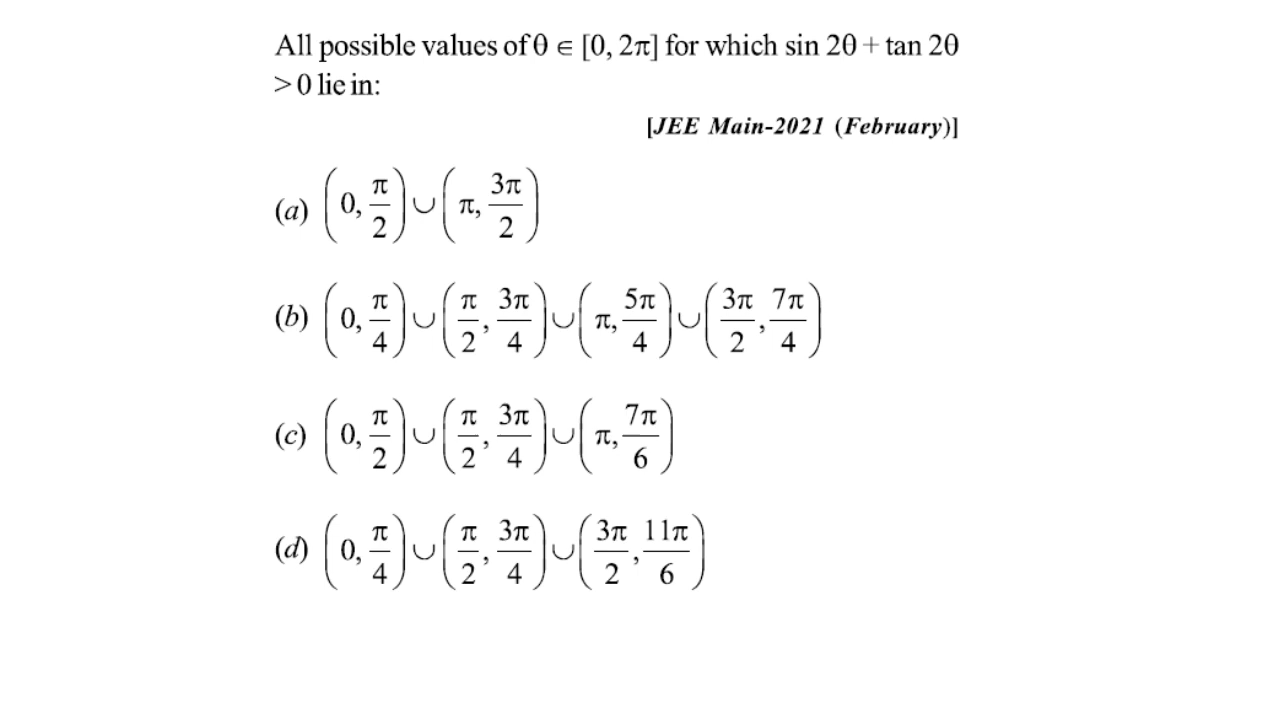 All possible values of θ ∈ [0, 2π] for which sin 2θ + tan 2θ
> 0 lie in:
[JEE Main-2021 (February)]
(a) (0, π/2) ∪ (π, 3π/2)
(b) (0, π/4) ∪ (π/2, 3π/4) ∪ (π, 5π/4) ∪ (3π/2, 7π/4)
(c) (0, π/2) ∪ (π/2, 3π/4) ∪ (π, 7π/6)
(d) (0, π/4) ∪ (π/2, 3π/4) ∪ (3π/2, 11π/6)